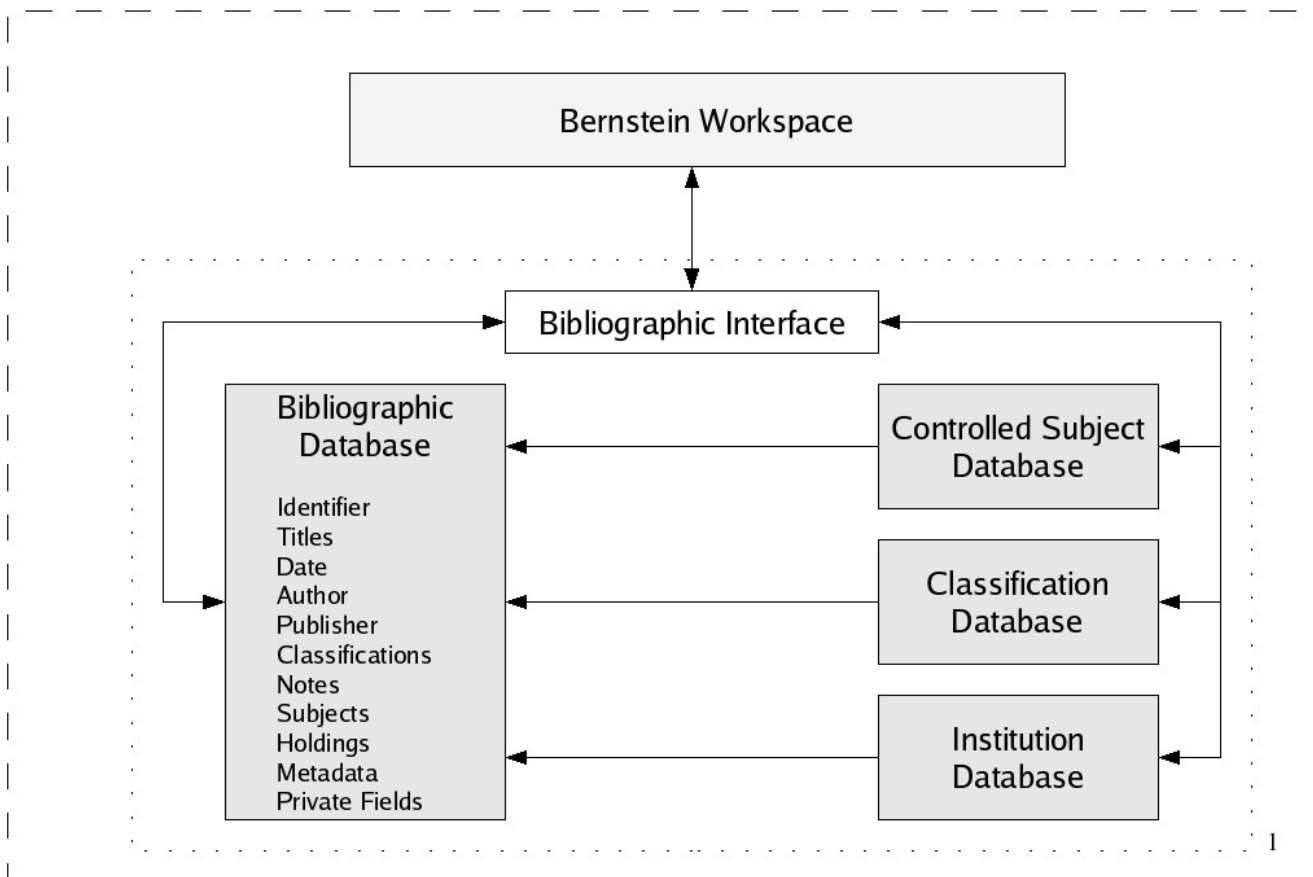 Bernstein Workspace
Bibliographic Interface
Bibliographic
Database
Identifier
Titles
Date
Author
Publisher
Classifications
Notes
Subjects
Holdings
Metadata
Private Fields
Controlled Subject
Database
Classification
Database
Institution
Database
1